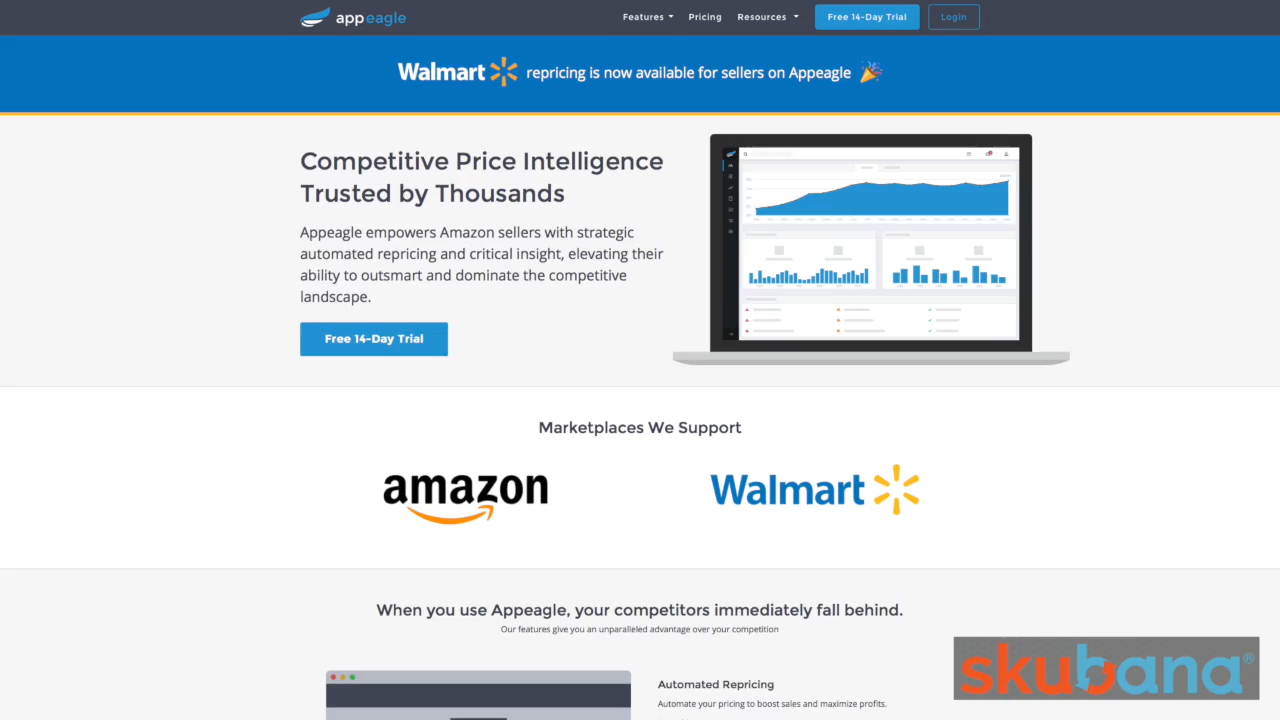 appeagle
Features
Pricing
Resources
Free 14-Day Trial
Login
Walmart repricing is now available for sellers on Appeagle
Competitive Price Intelligence
Trusted by Thousands
Appeagle empowers Amazon sellers with strategic
automated repricing and critical insight, elevating their
ability to outsmart and dominate the competitive
landscape.
Free 14-Day Trial
Marketplaces We Support
amazon
Walmart
When you use Appeagle, your competitors immediately fall behind.
Our features give you an unparalleled advantage over your competition
Automated Repricing
Automate your pricing to boost sales and maximize profits.
skubana®